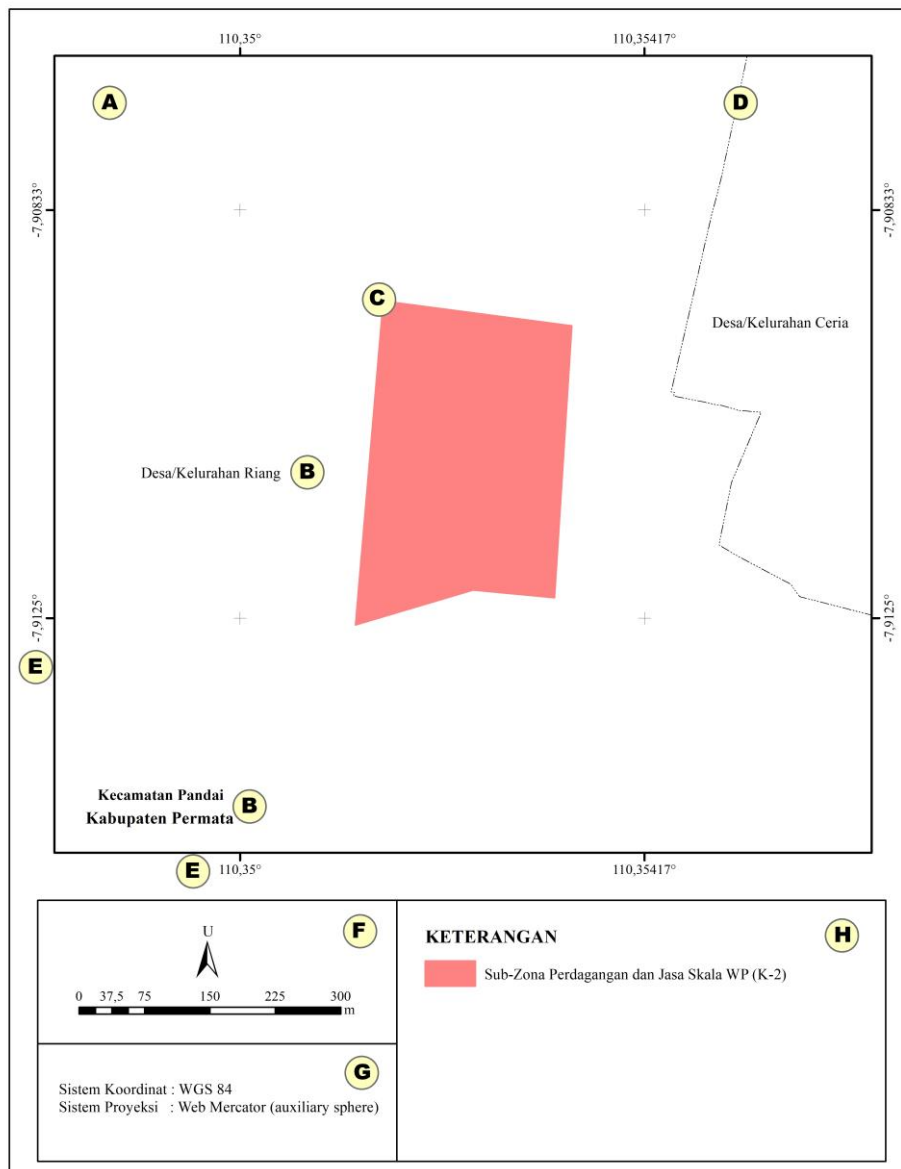 110,35° 110,35417°
A D
-7,90833° -7,90833°
C
Desa/Kelurahan Ceria
Desa/Kelurahan Riang B
-7,9125° -7,9125°
E
Kecamatan Pandai
Kabupaten Permata B
E 110,35° 110,35417°
F
U
0 37,5 75 150 225 300
m
G
Sistem Koordinat : WGS 84
Sistem Proyeksi : Web Mercator (auxiliary sphere)
KETERANGAN H
Sub-Zona Perdagangan dan Jasa Skala WP (K-2)